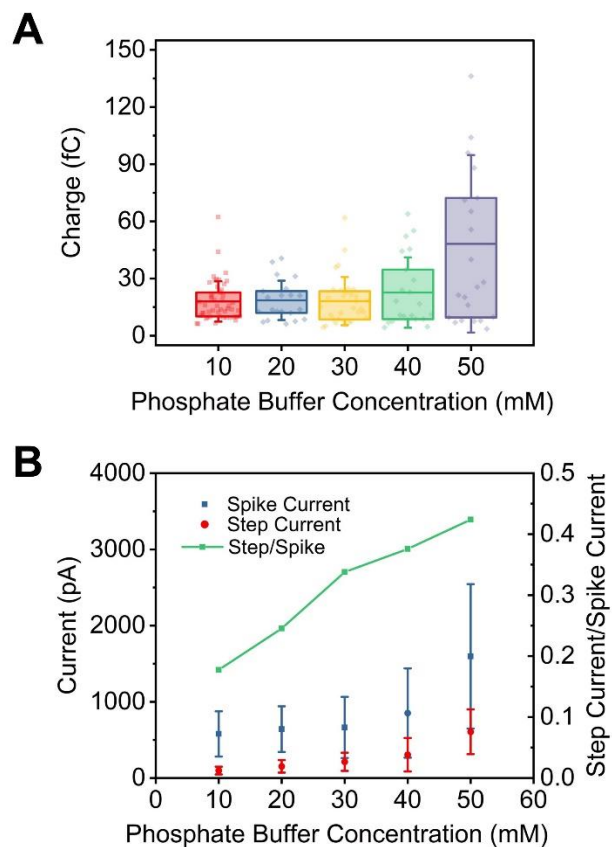 A
150
120
90
60
30
0
Charge (fC)
10 20 30 40 50
Phosphate Buffer Concentration (mM)
B
4000
3000
2000
1000
0
Current (pA)
Spike Current
Step Current
Step/Spike
0.5
0.4
0.3
0.2
0.1
0.0
Step Current/Spike Current
0 10 20 30 40 50 60
Phosphate Buffer Concentration (mM)